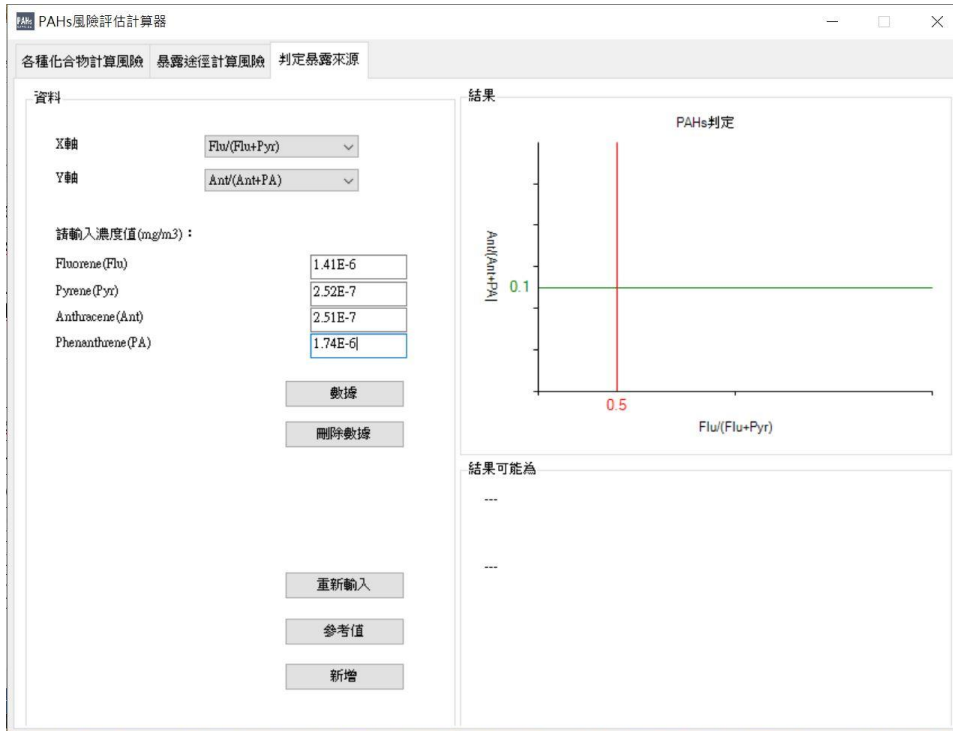 PAHs風險評估計算器
各種化合物計算風險 暴露途徑計算風險 判定暴露來源
資料
X軸 Flu/(Flu+Pyr)
Y軸 Ant/(Ant+PA)
請輸入濃度值(mg/m3)：
Fluorene(Flu) 1.41E-6
Pyrene(Pyr) 2.52E-7
Anthracene(Ant) 2.51E-7
Phenanthrene(PA) 1.74E-6
數據
刪除數據
重新輸入
參考值
新增
結果
PAHs判定
Ant/(Ant+PA)
0.1
0.5
Flu/(Flu+Pyr)
結果可能為
---
---